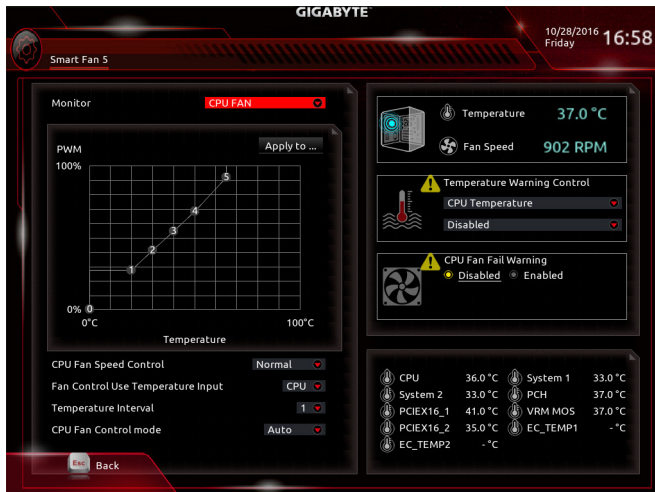 GIGABYTE™
10/28/2016 16:58
Friday
Smart Fan 5
Monitor CPU FAN
PWM Apply to ...
100%
5
4
3
2
1
0% 0
0°C 100°C
Temperature
CPU Fan Speed Control Normal
Fan Control Use Temperature Input CPU
Temperature Interval 1
CPU Fan Control mode Auto
Temperature 37.0 °C
Fan Speed 902 RPM
Temperature Warning Control
CPU Temperature
Disabled
CPU Fan Fail Warning
Disabled Enabled
CPU 36.0 °C System 1 33.0 °C
System 2 33.0 °C PCH 37.0 °C
PCIEX16_1 41.0 °C VRM MOS 37.0 °C
PCIEX16_2 35.0 °C EC_TEMP1 - °C
EC_TEMP2 - °C
Esc Back